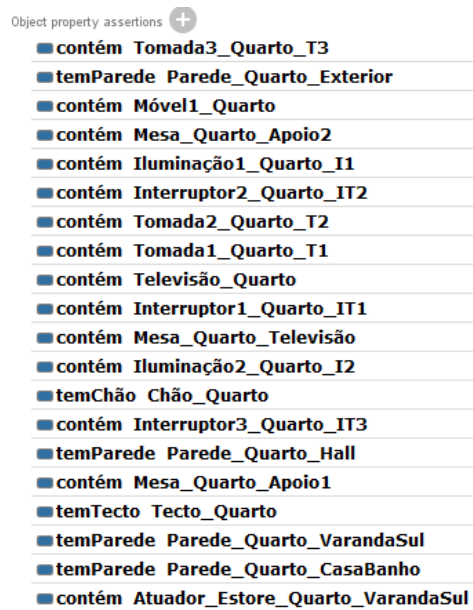 Object property assertions
contém Tomada3_Quarto_T3
temParede Parede_Quarto_Exterior
contém Móvel1_Quarto
contém Mesa_Quarto_Apoio2
contém Iluminação1_Quarto_I1
contém Interruptor2_Quarto_IT2
contém Tomada2_Quarto_T2
contém Tomada1_Quarto_T1
contém Televisão_Quarto
contém Interruptor1_Quarto_IT1
contém Mesa_Quarto_Televisão
contém Iluminação2_Quarto_I2
temChão Chão_Quarto
contém Interruptor3_Quarto_IT3
temParede Parede_Quarto_Hall
contém Mesa_Quarto_Apoio1
temTecto Tecto_Quarto
temParede Parede_Quarto_VarandaSul
temParede Parede_Quarto_CasaBanho
contém Atuador_Estore_Quarto_VarandaSul